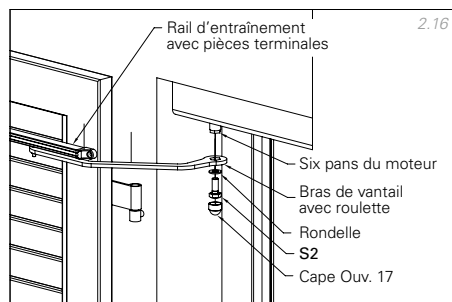 2.16
Rail d'entraînement
avec pièces terminales
Six pans du moteur
Bras de vantail
avec roulette
Rondelle
S2
Cape Ouv. 17